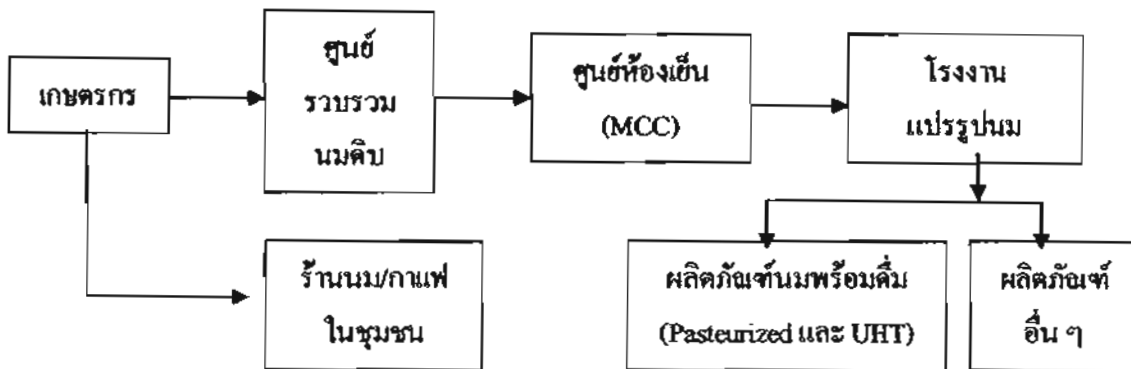 เกษตรกร
ศูนย์
รวบรวม
นมดิบ
ศูนย์ห้องเย็น
(MCC)
โรงงาน
แปรรูปนม
ร้านนม/กาแฟ
ในชุมชน
ผลิตภัณฑ์นมพร้อมดื่ม
(Pasteurized และ UHT)
ผลิตภัณฑ์
อื่น ๆ